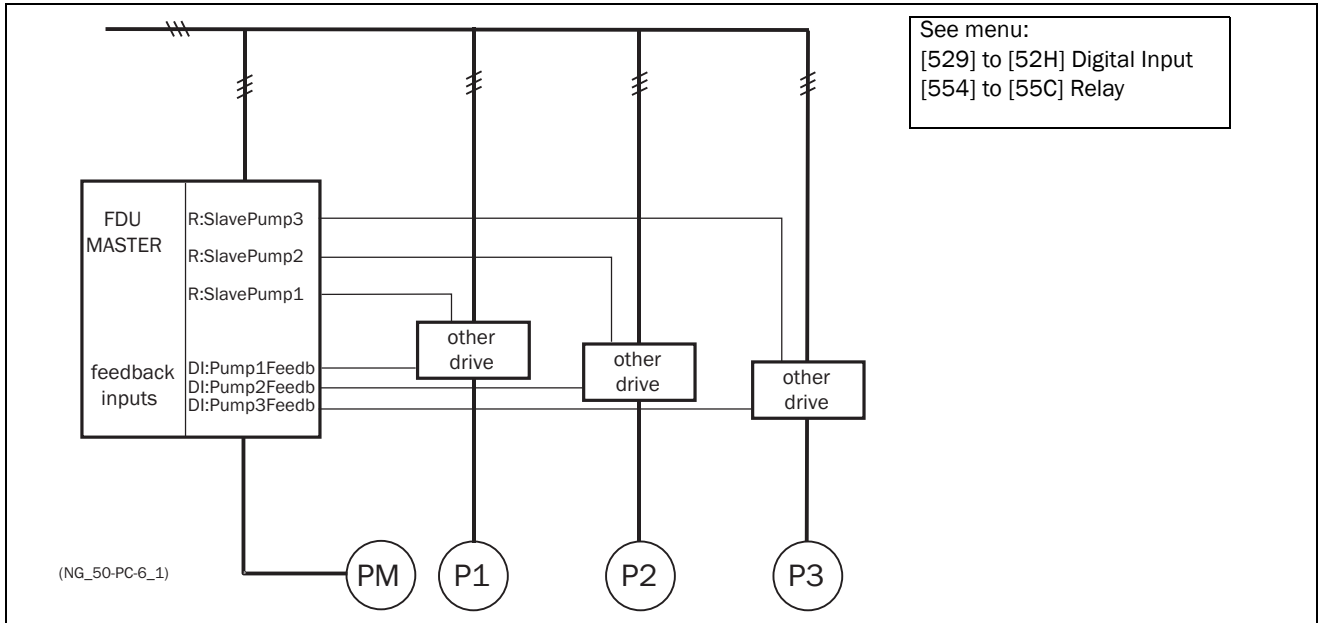 See menu:
[529] to [52H] Digital Input
[554] to [55C] Relay
FDU
MASTER
R:SlavePump3
R:SlavePump2
R:SlavePump1
feedback
inputs
DI:Pump1Feedb
DI:Pump2Feedb
DI:Pump3Feedb
other
drive
other
drive
other
drive
(NG_50-PC-6_1)
PM
P1
P2
P3